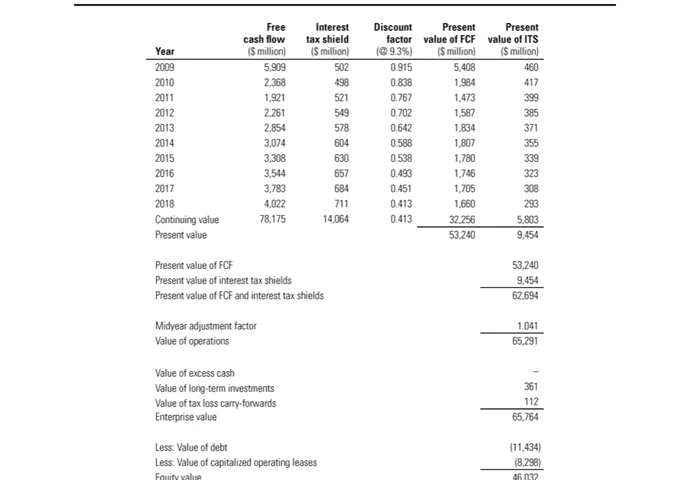 Free Interest Discount Present Present
cash flow tax shield factor value of FCF value of ITS
Year ($ million) ($ million) (@ 9.3%) ($ million) ($ million)
2009 5,909 502 0.915 5,408 460
2010 2,368 498 0.838 1,984 417
2011 1,921 521 0.767 1,473 399
2012 2,261 549 0.702 1,587 385
2013 2,854 578 0.642 1,834 371
2014 3,074 604 0.588 1,807 355
2015 3,308 630 0.538 1,780 339
2016 3,544 657 0.493 1,746 323
2017 3,783 684 0.451 1,705 308
2018 4,022 711 0.413 1,660 293
Continuing value 78,175 14,064 0.413 32,256 5,803
Present value 53,240 9,454
Present value of FCF 53,240
Present value of interest tax shields 9,454
Present value of FCF and interest tax shields 62,694
Midyear adjustment factor 1.041
Value of operations 65,291
Value of excess cash –
Value of long-term investments 361
Value of tax loss carry-forwards 112
Enterprise value 65,764
Less: Value of debt (11,434)
Less: Value of capitalized operating leases (8,298)
Equity value 46,032